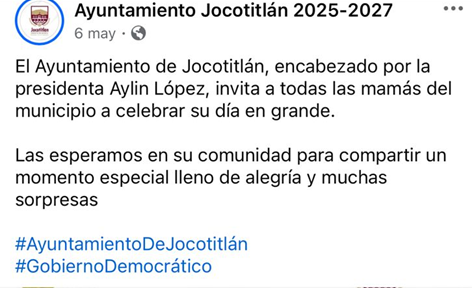 Ayuntamiento Jocotitlán 2025-2027
6 may ·
El Ayuntamiento de Jocotitlán, encabezado por la
presidenta Aylin López, invita a todas las mamás del
municipio a celebrar su día en grande.
Las esperamos en su comunidad para compartir un
momento especial lleno de alegría y muchas
sorpresas
#AyuntamientoDeJocotitlán
#GobiernoDemocrático